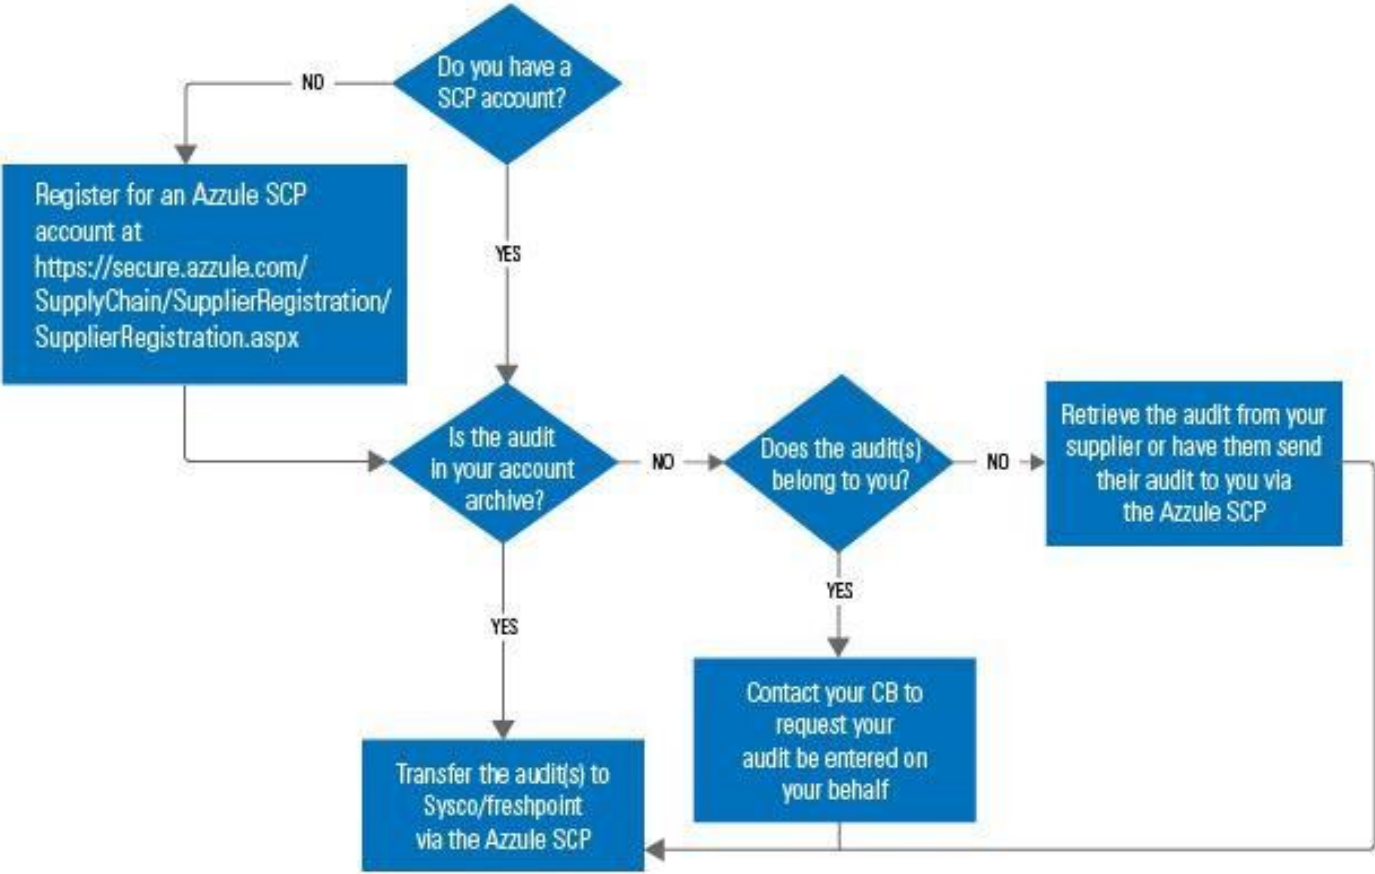 Do you have a
SCP account?
NO
Register for an Azzule SCP
account at
https://secure.azzule.com/
SupplyChain/SupplierRegistration/
SupplierRegistration.aspx
YES
Is the audit
in your account
archive?
NO
Does the audit(s)
belong to you?
NO
Retrieve the audit from your
supplier or have them send
their audit to you via
the Azzule SCP
YES
YES
Contact your CB to
request your
audit be entered on
your behalf
Transfer the audit(s) to
Sysco/freshpoint
via the Azzule SCP